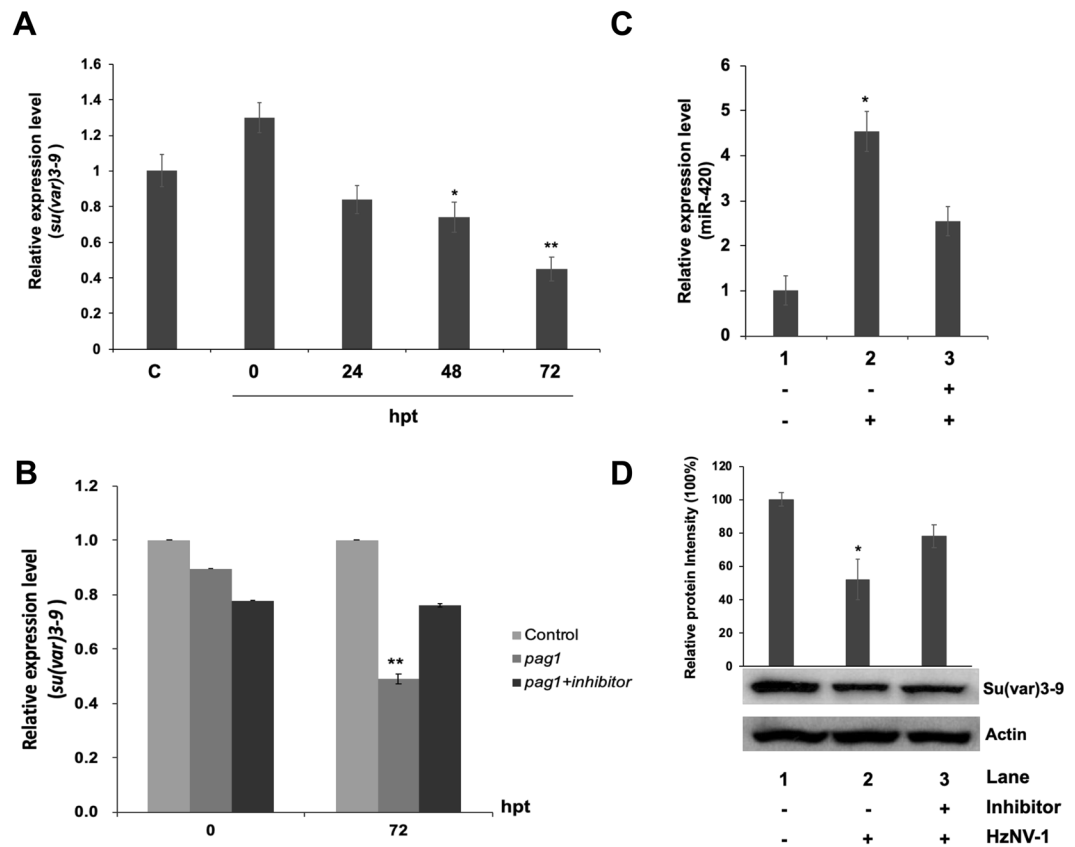 A
Relative expression level
(su(var)3-9)
1.6
1.4
1.2
1
0.8
0.6
0.4
0.2
0
*
**
C 0 24 48 72
hpt
B
Relative expression level
(su(var)3-9)
1.2
1.0
0.8
0.6
0.4
0.2
0.0
**
Control
pag1
pag1+inhibitor
0 72
hpt
C
Relative expression level
(miR-420)
6
5
4
3
2
1
0
*
1 2 3
- - +
- + +
D
Relative protein Intensity (100%)
120
100
80
60
40
20
0
*
Su(var)3-9
Actin
1 2 3 Lane
- - + Inhibitor
- + + HzNV-1